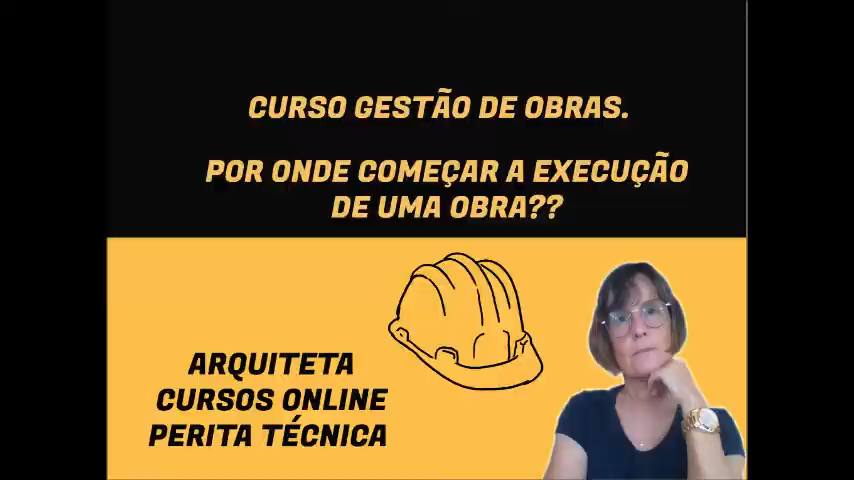 CURSO GESTÃO DE OBRAS.
POR ONDE COMEÇAR A EXECUÇÃO
DE UMA OBRA??
ARQUITETA
CURSOS ONLINE
PERITA TÉCNICA